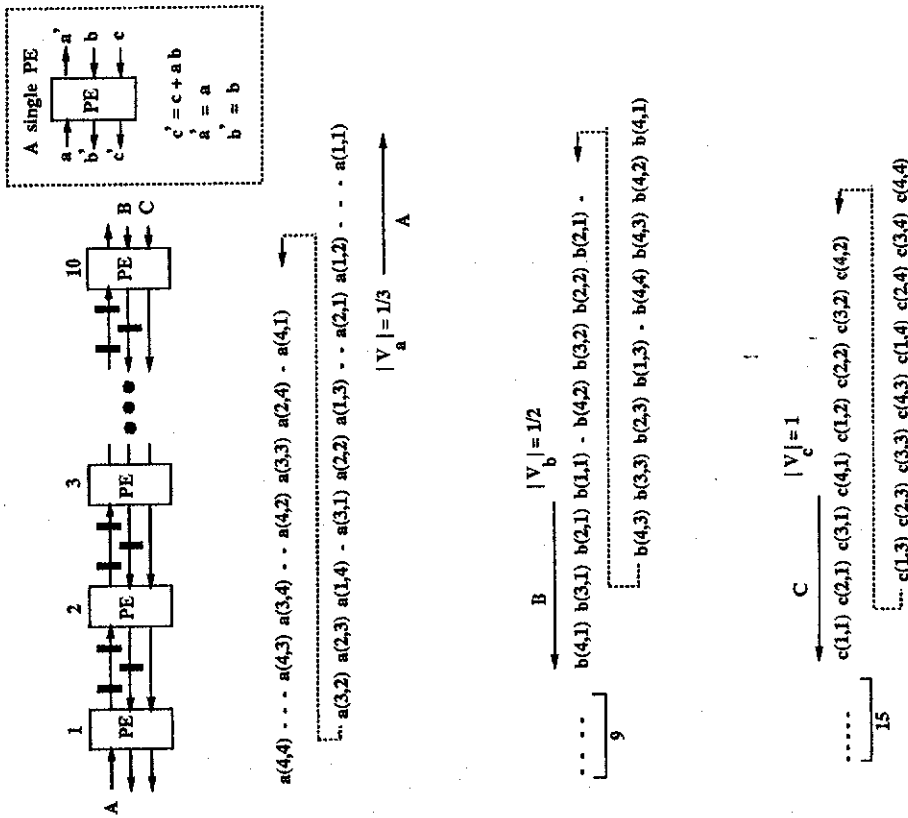 A single PE
a a'
b' PE b
c' c
c' = c + a b
a' = a
b' = b
1 2 3 10
A PE PE PE PE B
C
a(4,4) - - - a(4,3) a(3,4) - - a(4,2) a(3,3) a(2,4) - a(4,1)
a(3,2) a(2,3) a(1,4) - a(3,1) a(2,2) a(1,3) - - a(2,1) a(1,2) - - - a(1,1)
|V a| = 1/3
A
B
|V b| = 1/2
b(4,1) b(3,1) b(2,1) b(1,1) - b(4,2) b(3,2) b(2,2) b(2,1) -
b(4,3) b(3,3) b(2,3) b(1,3) - b(4,4) b(4,3) b(4,2) b(4,1)
9
C
|V c| = 1
c(1,1) c(2,1) c(3,1) c(4,1) c(1,2) c(2,2) c(3,2) c(4,2)
c(1,3) c(2,3) c(3,3) c(4,3) c(1,4) c(2,4) c(3,4) c(4,4)
15